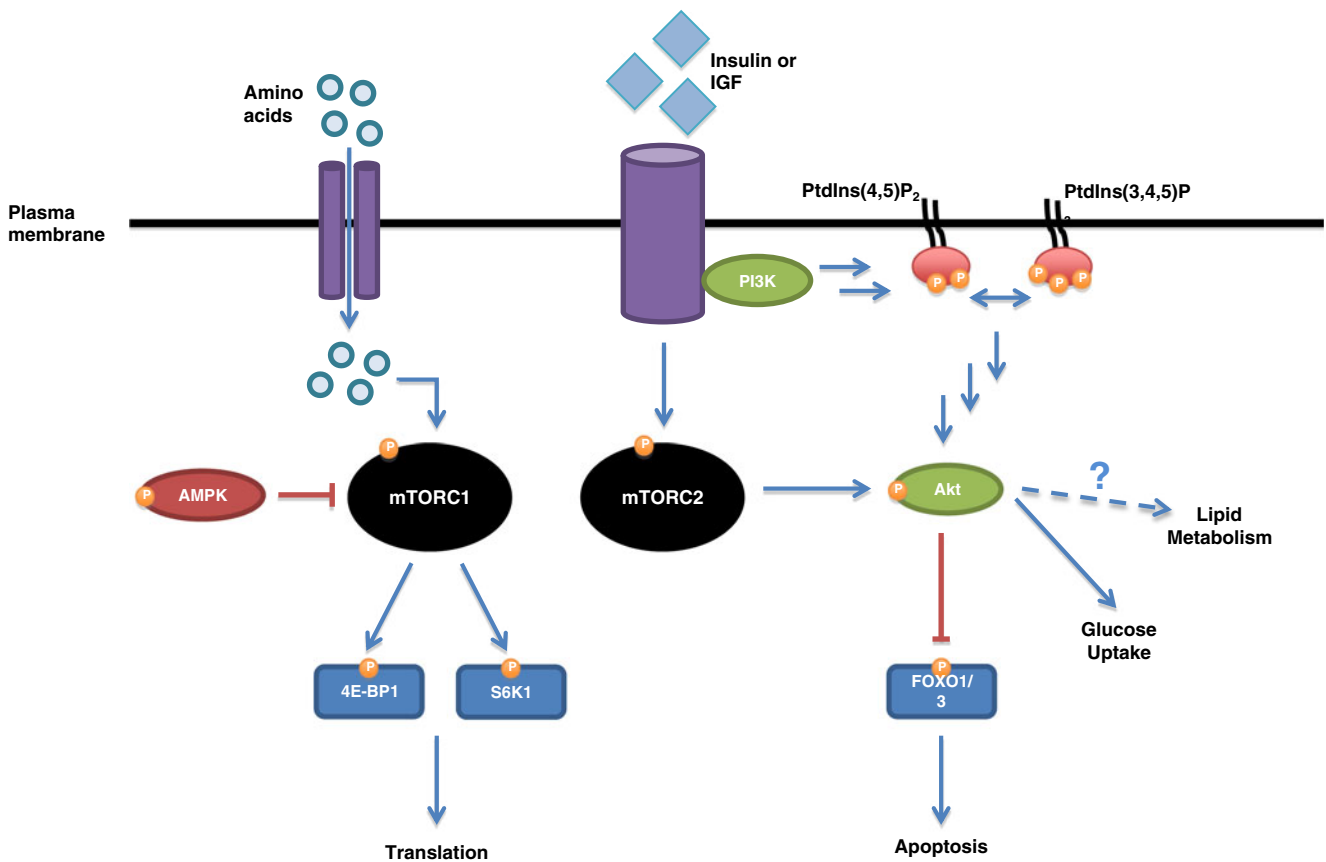 Amino
acids
Insulin or
IGF
Plasma
membrane
PtdIns(4,5)P2
PtdIns(3,4,5)P
PI3K
P
P
P
P
P
P
P
P
AMPK
mTORC1
mTORC2
P
Akt
?
Lipid
Metabolism
Glucose
Uptake
P
4E-BP1
P
S6K1
P
FOXO1/
3
Translation
Apoptosis